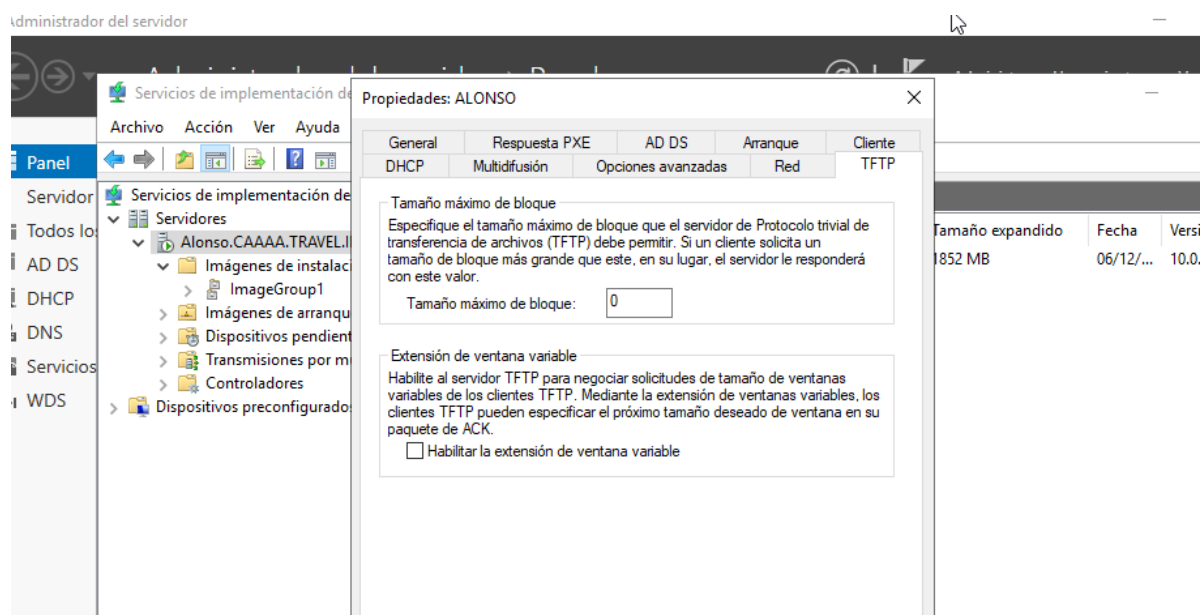 Administrador del servidor
Servicios de implementación de
Archivo Acción Ver Ayuda
Panel
Servidor
Todos los
AD DS
DHCP
DNS
Servicios
WDS
Servicios de implementación de
Servidores
Alonso.CAAAA.TRAVEL.I
Imágenes de instalaci
ImageGroup1
Imágenes de arranqu
Dispositivos pendient
Transmisiones por m
Controladores
Dispositivos preconfigurados
Propiedades: ALONSO
General Respuesta PXE AD DS Arranque Cliente
DHCP Multidifusión Opciones avanzadas Red TFTP
Tamaño máximo de bloque
Especifique el tamaño máximo de bloque que el servidor de Protocolo trivial de
transferencia de archivos (TFTP) debe permitir. Si un cliente solicita un
tamaño de bloque más grande que este, en su lugar, el servidor le responderá
con este valor.
Tamaño máximo de bloque: 0
Extensión de ventana variable
Habilite al servidor TFTP para negociar solicitudes de tamaño de ventanas
variables de los clientes TFTP. Mediante la extensión de ventanas variables, los
clientes TFTP pueden especificar el próximo tamaño deseado de ventana en su
paquete de ACK.
Habilitar la extensión de ventana variable
Tamaño expandido Fecha Versi
1852 MB 06/12/... 10.0.